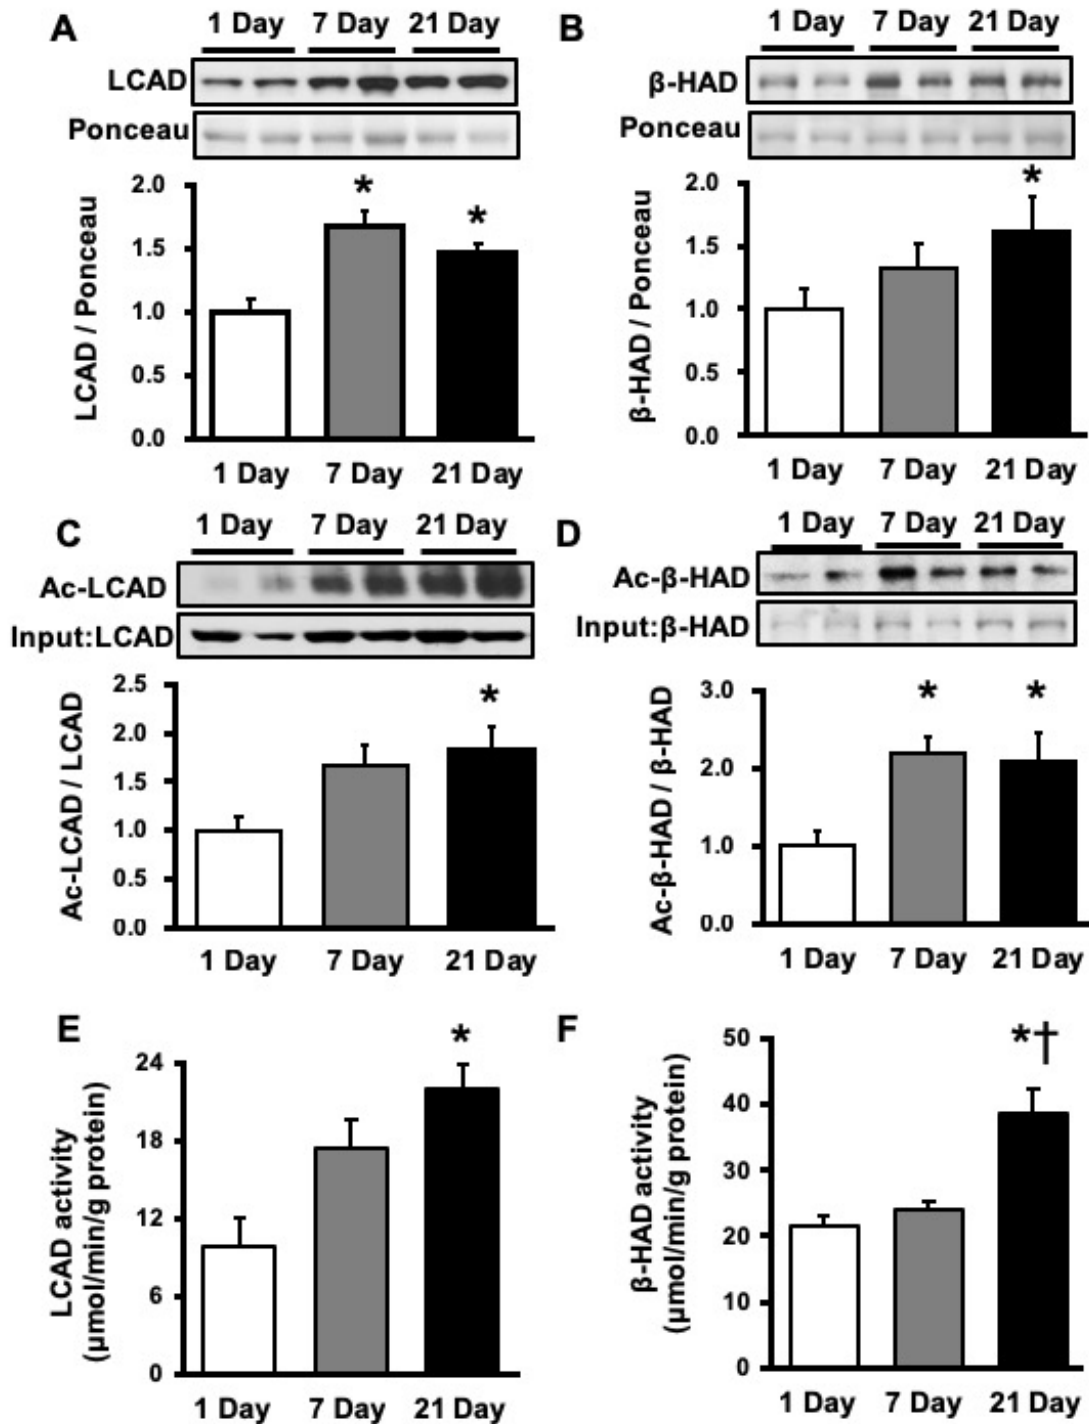 A
1 Day 7 Day 21 Day
LCAD
Ponceau
LCAD / Ponceau
2.0
1.5
1.0
0.5
0.0
*
*
1 Day 7 Day 21 Day
B
1 Day 7 Day 21 Day
β-HAD
Ponceau
β-HAD / Ponceau
2.0
1.5
1.0
0.5
0.0
*
1 Day 7 Day 21 Day
C
1 Day 7 Day 21 Day
Ac-LCAD
Input:LCAD
Ac-LCAD / LCAD
2.5
2.0
1.5
1.0
0.5
0.0
*
1 Day 7 Day 21 Day
D
1 Day 7 Day 21 Day
Ac-β-HAD
Input:β-HAD
Ac-β-HAD / β-HAD
3.0
2.0
1.0
0.0
*
*
1 Day 7 Day 21 Day
E
LCAD activity
(µmol/min/g protein)
24
18
12
6
0
*
1 Day 7 Day 21 Day
F
β-HAD activity
(µmol/min/g protein)
50
40
30
20
10
0
*†
1 Day 7 Day 21 Day